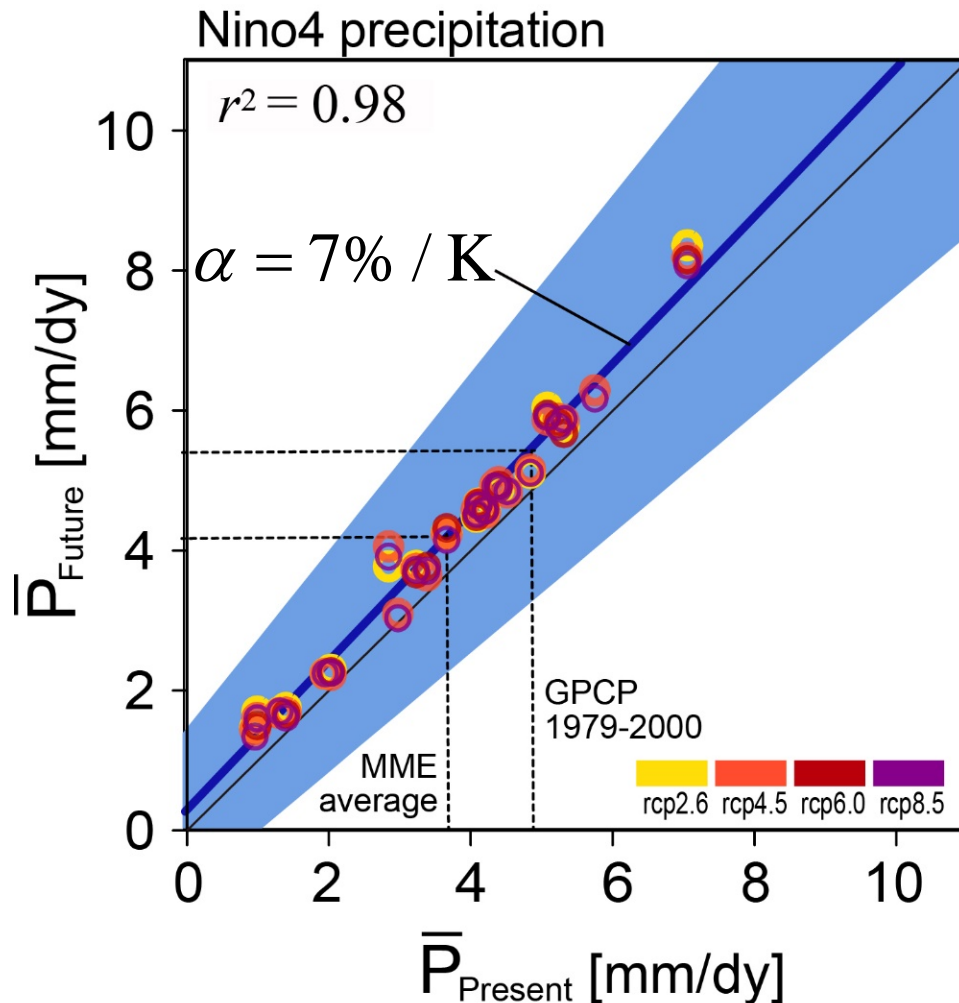 Nino4 precipitation
r² = 0.98
α = 7% / K
10
8
6
4
2
0
P̅Future [mm/dy]
GPCP
1979-2000
MME
average
rcp2.6 rcp4.5 rcp6.0 rcp8.5
0 2 4 6 8 10
P̅Present [mm/dy]